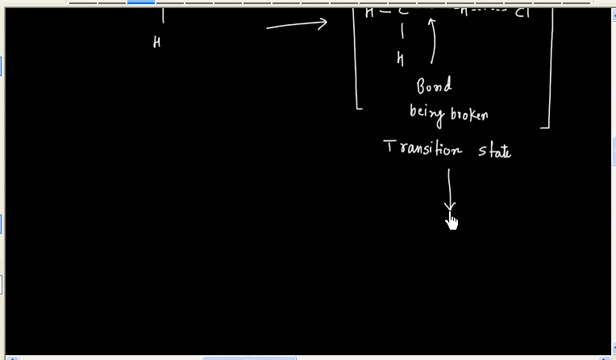 H - C --- H ---- Cl
H
H
Bond
being broken
Transition state